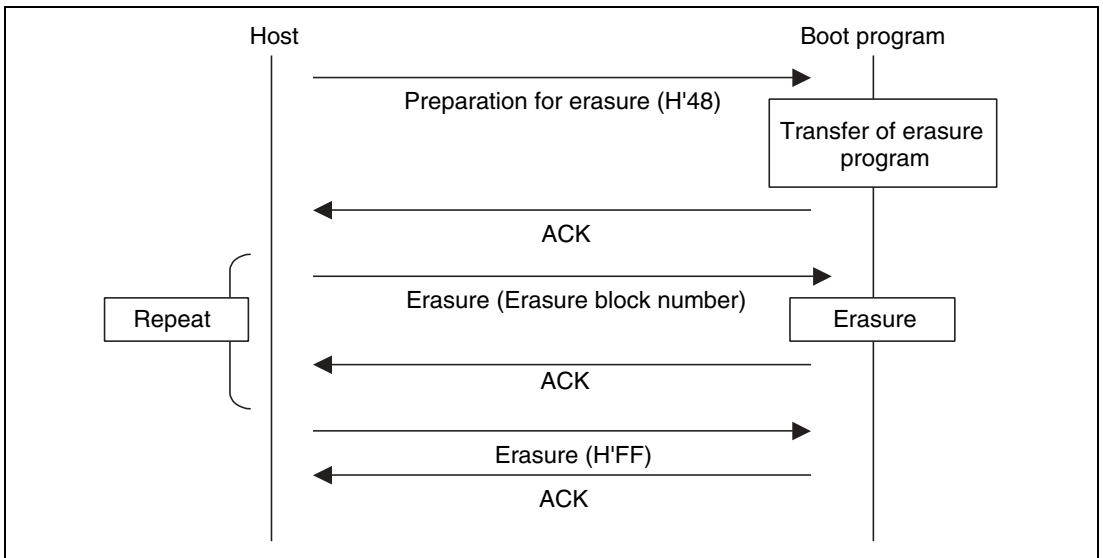 Host
Boot program
Preparation for erasure (H'48)
Transfer of erasure
program
ACK
Erasure (Erasure block number)
Repeat
Erasure
ACK
Erasure (H'FF)
ACK